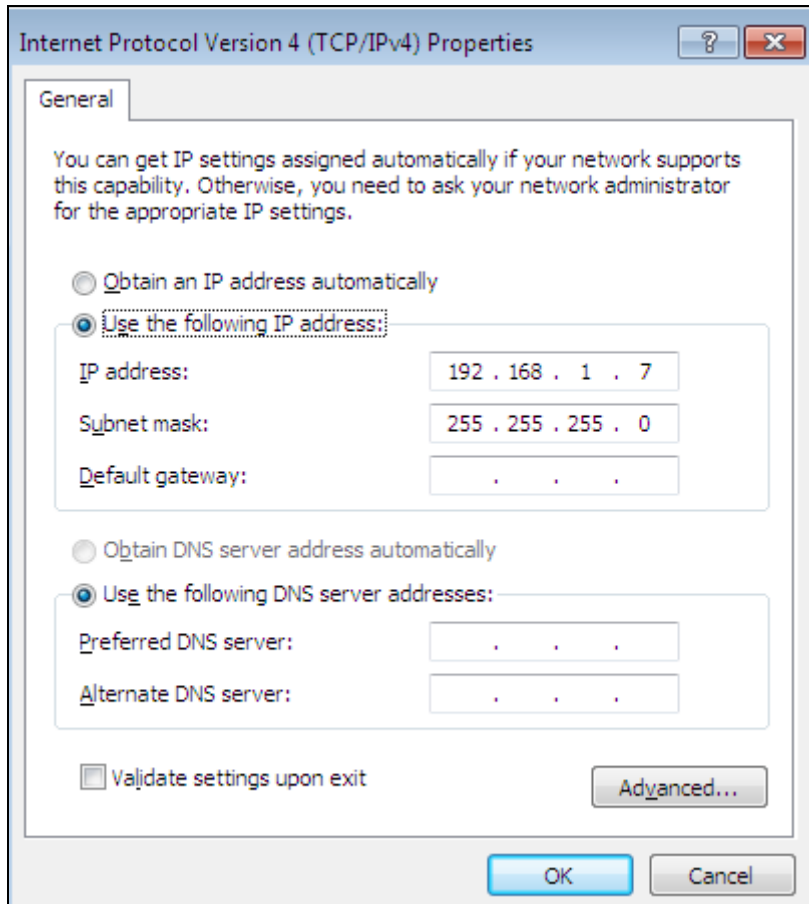 Internet Protocol Version 4 (TCP/IPv4) Properties
General
You can get IP settings assigned automatically if your network supports
this capability. Otherwise, you need to ask your network administrator
for the appropriate IP settings.
Obtain an IP address automatically
Use the following IP address:
IP address: 192 . 168 . 1 . 7
Subnet mask: 255 . 255 . 255 . 0
Default gateway: . . .
Obtain DNS server address automatically
Use the following DNS server addresses:
Preferred DNS server: . . .
Alternate DNS server: . . .
Validate settings upon exit
Advanced...
OK Cancel